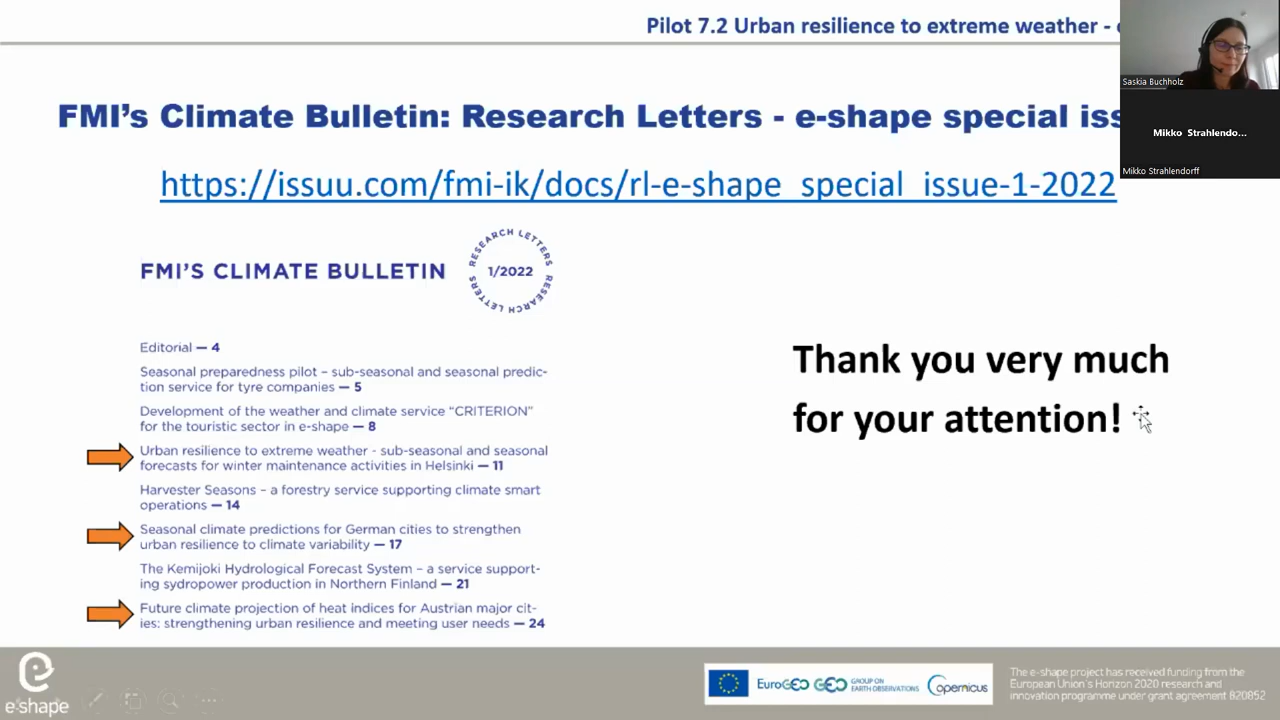 Pilot 7.2 Urban resilience to extreme weather -
Saskia Buchholz
Mikko Strahlendo...
Mikko Strahlendorff
FMI's Climate Bulletin: Research Letters - e-shape special iss
https://issuu.com/fmi-ik/docs/rl-e-shape_special_issue-1-2022
FMI'S CLIMATE BULLETIN
RESEARCH LETTERS RESEARCH LETTERS
1/2022
Editorial — 4
Seasonal preparedness pilot – sub-seasonal and seasonal predic-
tion service for tyre companies — 5
Development of the weather and climate service “CRITERION”
for the touristic sector in e-shape — 8
Urban resilience to extreme weather - sub-seasonal and seasonal
forecasts for winter maintenance activities in Helsinki — 11
Harvester Seasons – a forestry service supporting climate smart
operations — 14
Seasonal climate predictions for German cities to strengthen
urban resilience to climate variability — 17
The Kemijoki Hydrological Forecast System – a service support-
ing sydropower production in Northern Finland — 21
Future climate projection of heat indices for Austrian major cit-
ies: strengthening urban resilience and meeting user needs — 24
Thank you very much
for your attention!
e-shape
EuroGEO
GEO GROUP ON
EARTH OBSERVATIONS
Copernicus
The e-shape project has received funding from the
European Union's Horizon 2020 research and
innovation programme under grant agreement 820852